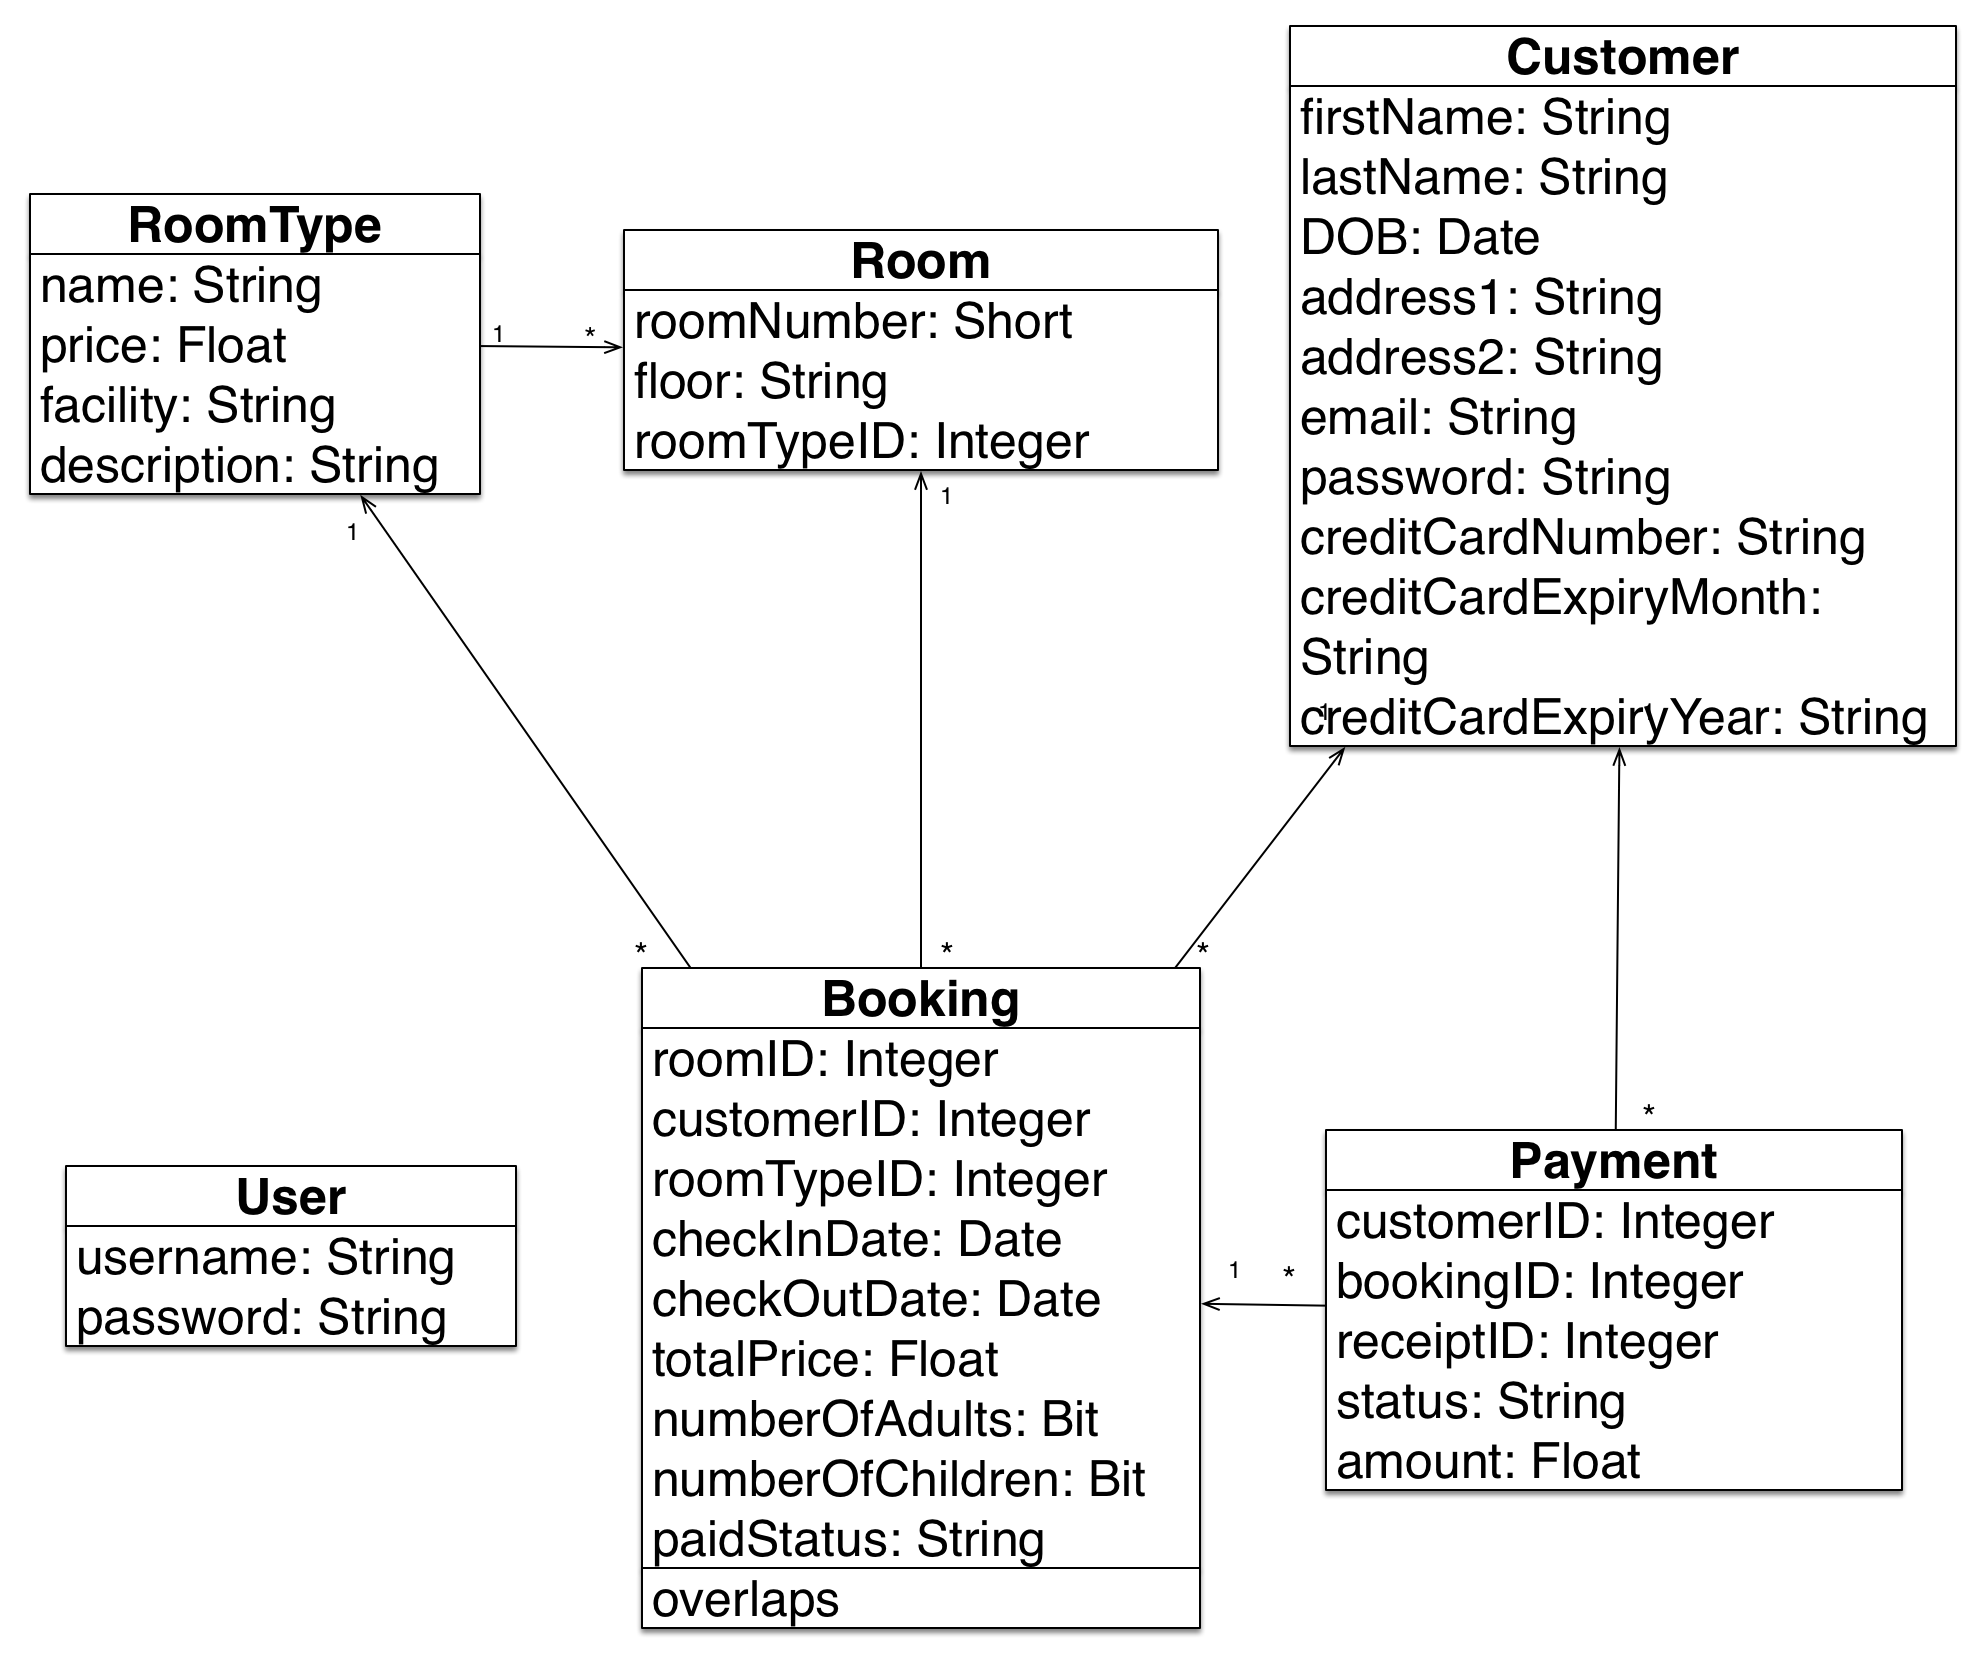 Customer
firstName: String
lastName: String
DOB: Date
address1: String
address2: String
email: String
password: String
creditCardNumber: String
creditCardExpiryMonth:
String
creditCardExpiryYear: String
1
1
RoomType
name: String
price: Float
facility: String
description: String
1
*
Room
roomNumber: Short
floor: String
roomTypeID: Integer
1
1
*
*
*
*
Booking
roomID: Integer
customerID: Integer
roomTypeID: Integer
checkInDate: Date
checkOutDate: Date
totalPrice: Float
numberOfAdults: Bit
numberOfChildren: Bit
paidStatus: String
overlaps
User
username: String
password: String
1
*
Payment
customerID: Integer
bookingID: Integer
receiptID: Integer
status: String
amount: Float